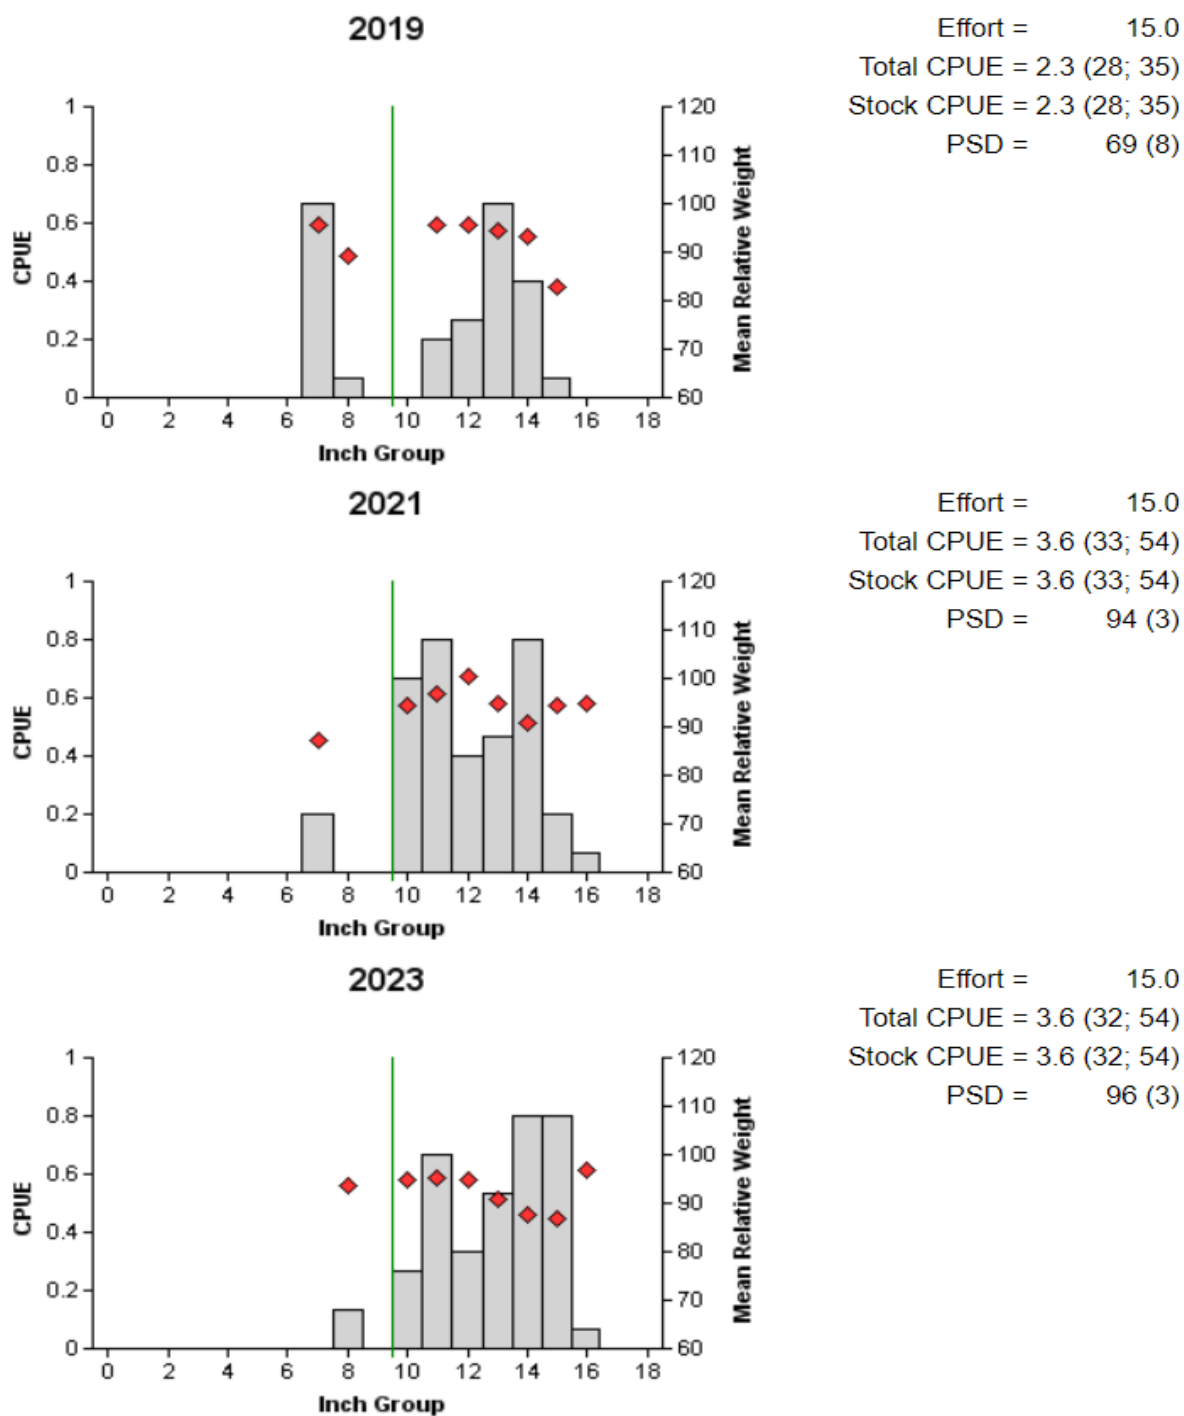 2019
Effort = 15.0
Total CPUE = 2.3 (28; 35)
Stock CPUE = 2.3 (28; 35)
PSD = 69 (8)
1
0.8
0.6
0.4
0.2
0
CPUE
120
110
100
90
80
70
60
Mean Relative Weight
0 2 4 6 8 10 12 14 16 18
Inch Group
2021
Effort = 15.0
Total CPUE = 3.6 (33; 54)
Stock CPUE = 3.6 (33; 54)
PSD = 94 (3)
1
0.8
0.6
0.4
0.2
0
CPUE
120
110
100
90
80
70
60
Mean Relative Weight
0 2 4 6 8 10 12 14 16 18
Inch Group
2023
Effort = 15.0
Total CPUE = 3.6 (32; 54)
Stock CPUE = 3.6 (32; 54)
PSD = 96 (3)
1
0.8
0.6
0.4
0.2
0
CPUE
120
110
100
90
80
70
60
Mean Relative Weight
0 2 4 6 8 10 12 14 16 18
Inch Group